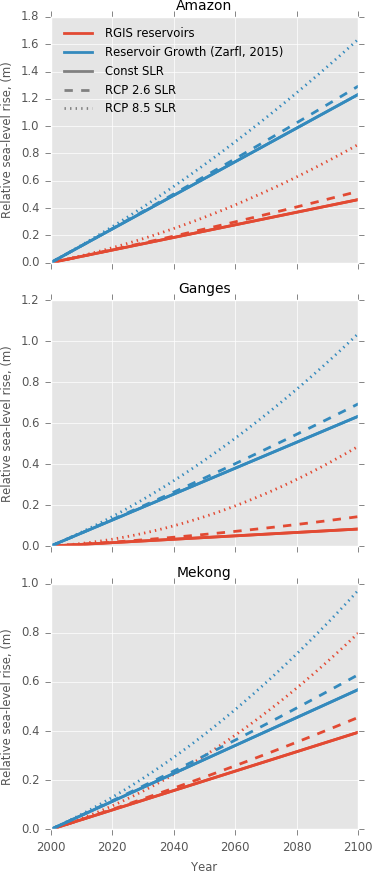 Amazon
1.8
1.6
1.4
1.2
1.0
0.8
0.6
0.4
0.2
0.0
Relative sea-level rise, (m)
RGIS reservoirs
Reservoir Growth (Zarfl, 2015)
Const SLR
RCP 2.6 SLR
RCP 8.5 SLR
Ganges
1.2
1.0
0.8
0.6
0.4
0.2
0.0
Relative sea-level rise, (m)
Mekong
1.0
0.8
0.6
0.4
0.2
0.0
Relative sea-level rise, (m)
2000 2020 2040 2060 2080 2100
Year